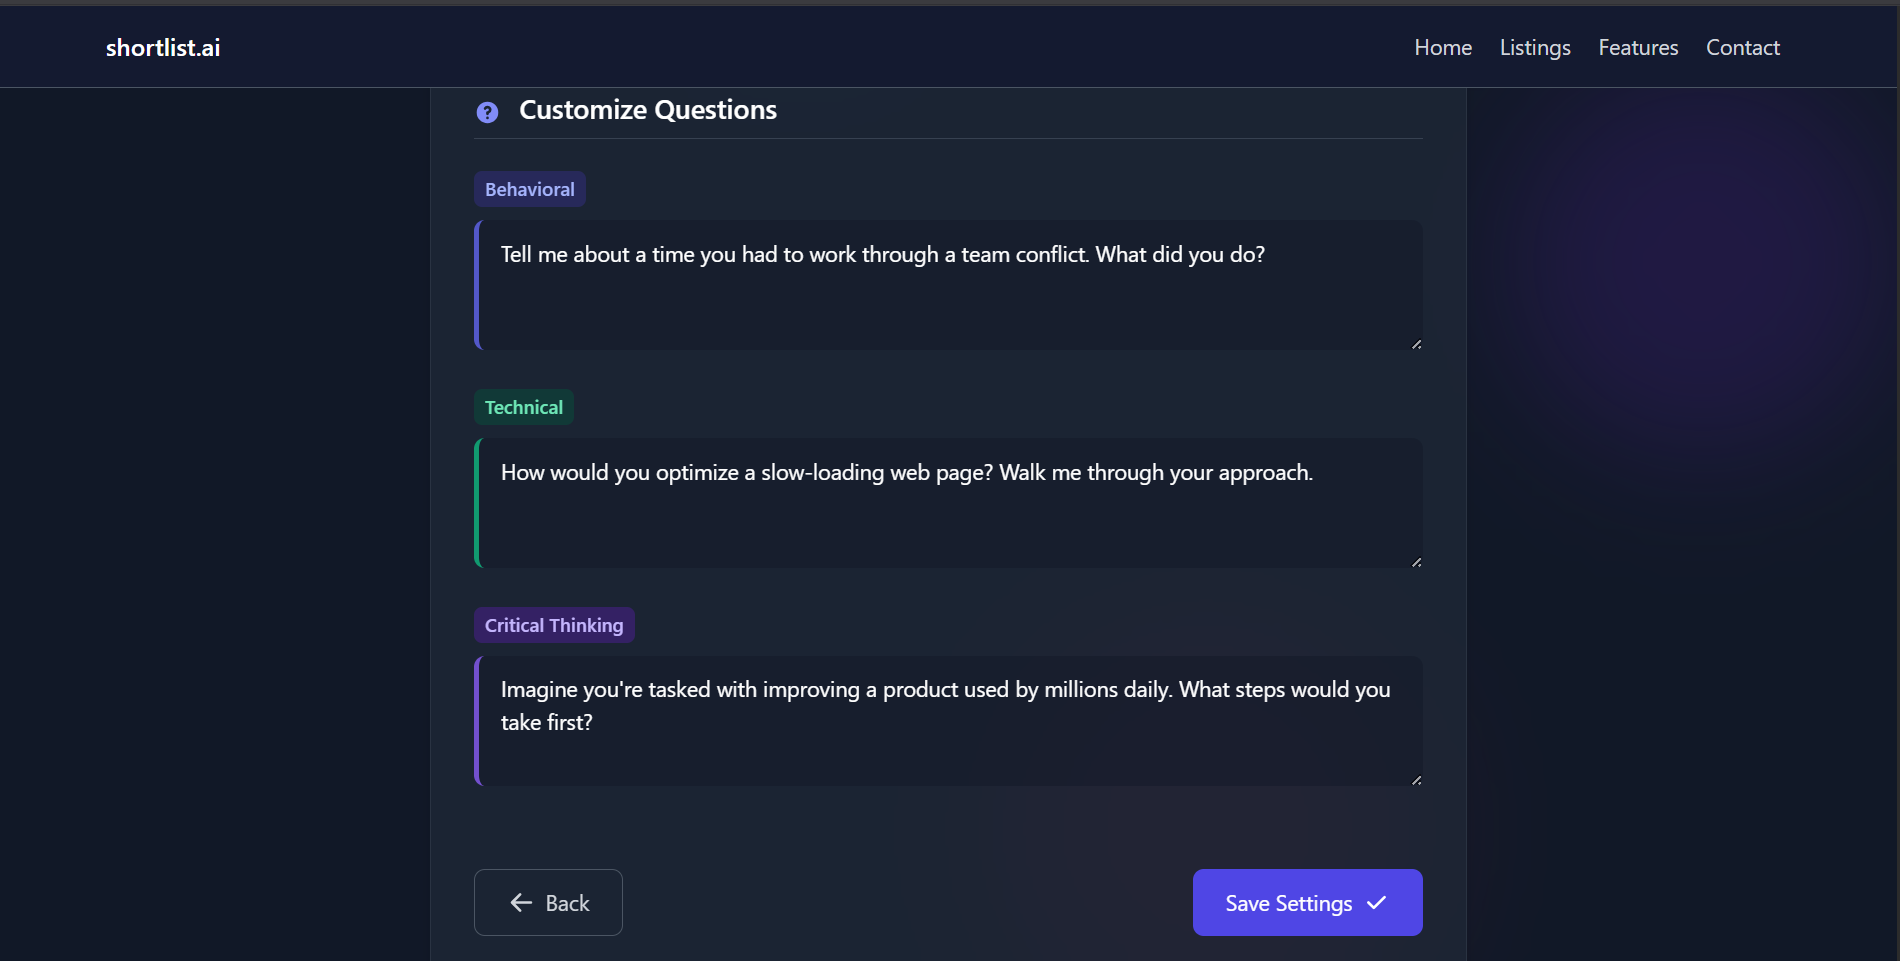 shortlist.ai
Home Listings Features Contact
Customize Questions
Behavioral
Tell me about a time you had to work through a team conflict. What did you do?
Technical
How would you optimize a slow-loading web page? Walk me through your approach.
Critical Thinking
Imagine you're tasked with improving a product used by millions daily. What steps would you
take first?
Back
Save Settings